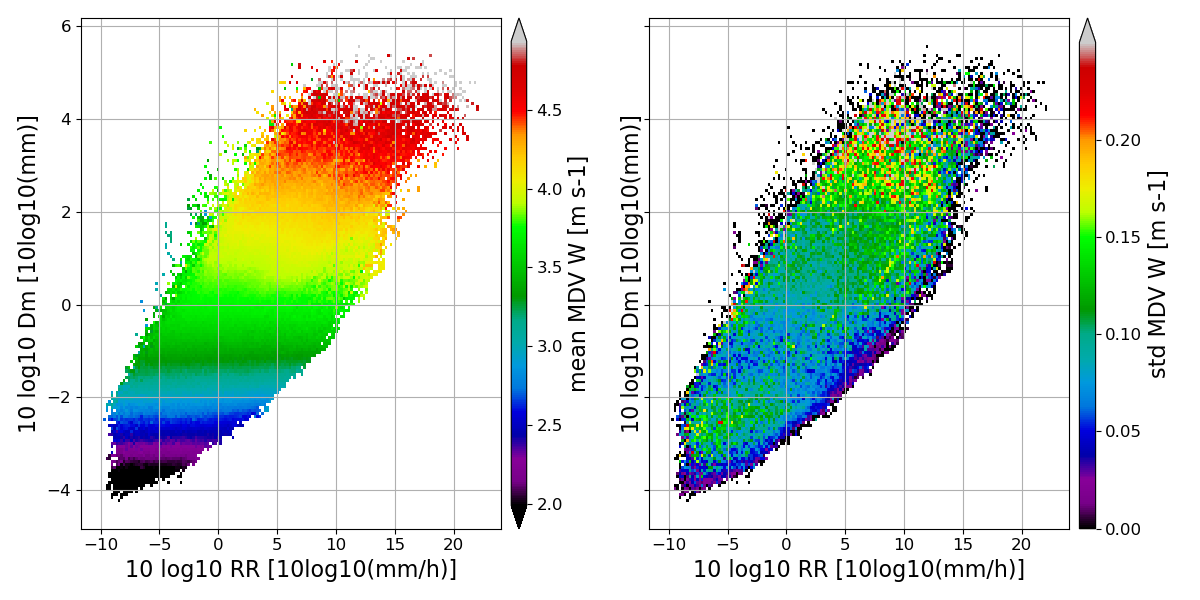 6
4
2
0
−2
−4
10 log10 Dm [10log10(mm)]
−10 −5 0 5 10 15 20
10 log10 RR [10log10(mm/h)]
4.5
4.0
3.5
3.0
2.5
2.0
mean MDV W [m s-1]
10 log10 Dm [10log10(mm)]
−10 −5 0 5 10 15 20
10 log10 RR [10log10(mm/h)]
0.20
0.15
0.10
0.05
0.00
std MDV W [m s-1]